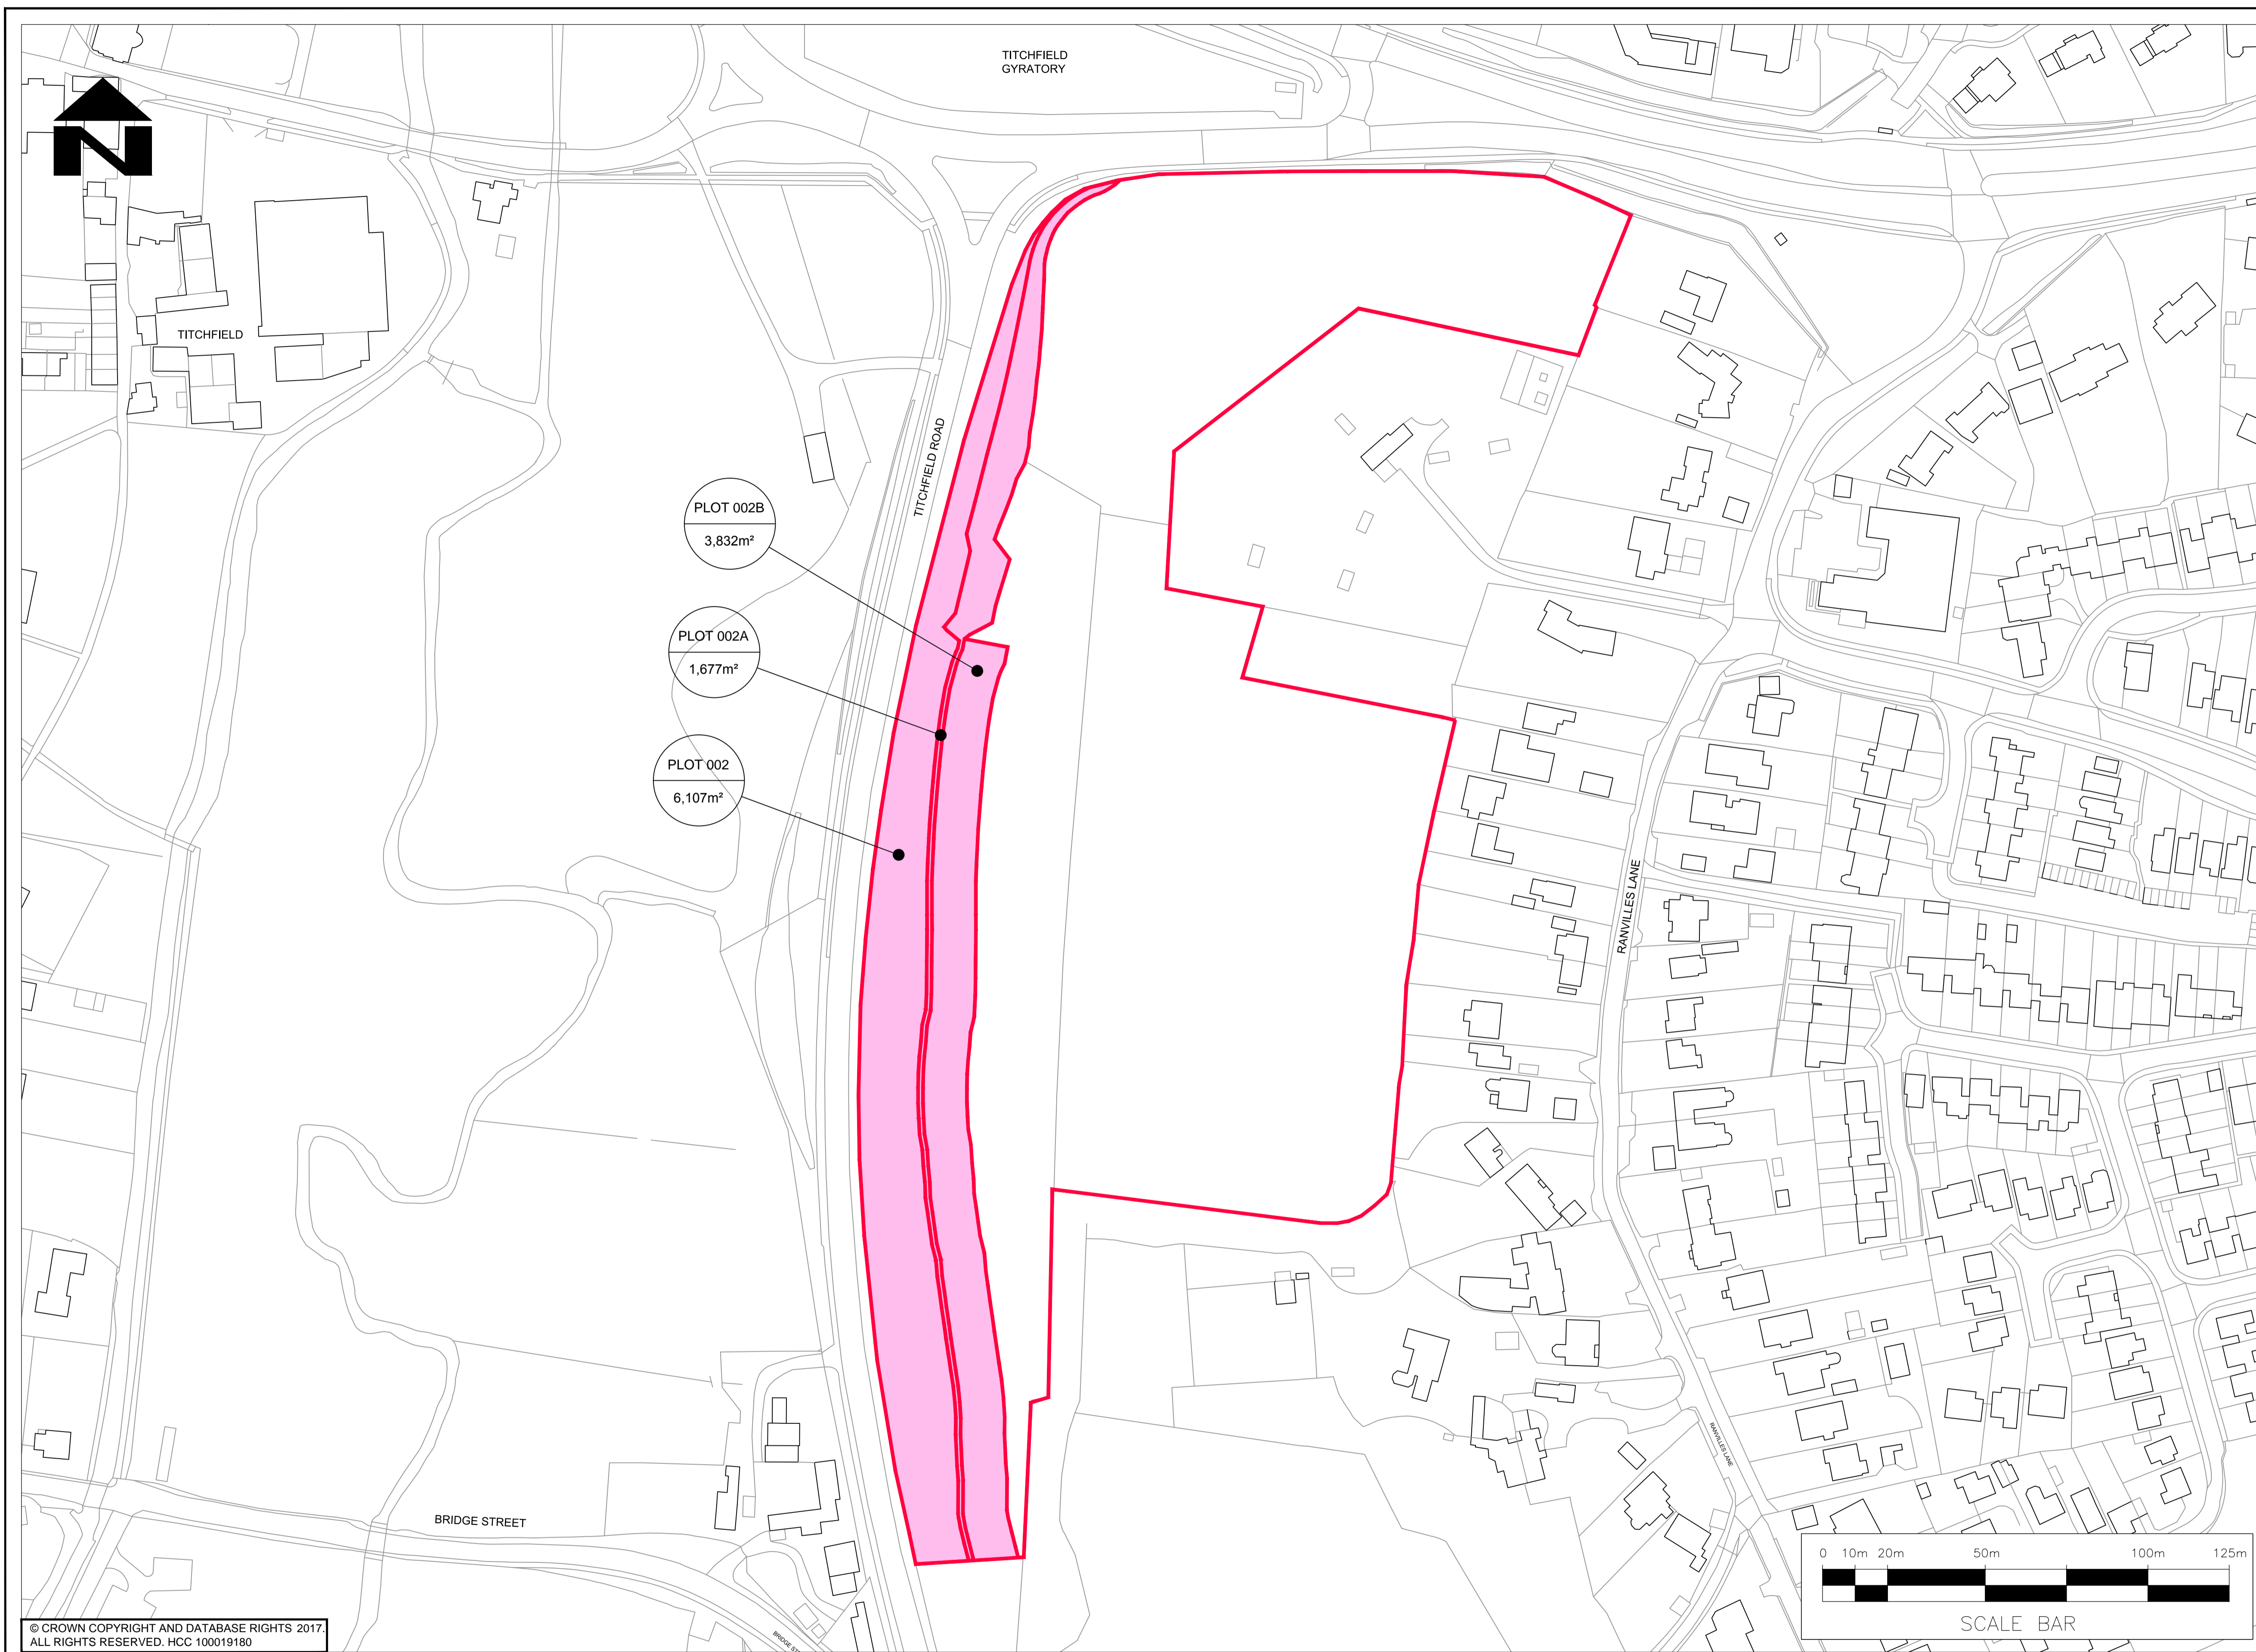 TITCHFIELD
GYRATORY
N
TITCHFIELD
TITCHFIELD ROAD
PLOT 002B
3,832m²
PLOT 002A
1,677m²
PLOT 002
6,107m²
RANVILLES LANE
RANVILLES LANE
BRIDGE STREET
0 10m 20m 50m 100m 125m
SCALE BAR
© CROWN COPYRIGHT AND DATABASE RIGHTS 2017.
ALL RIGHTS RESERVED. HCC 100019180
BRIDGE